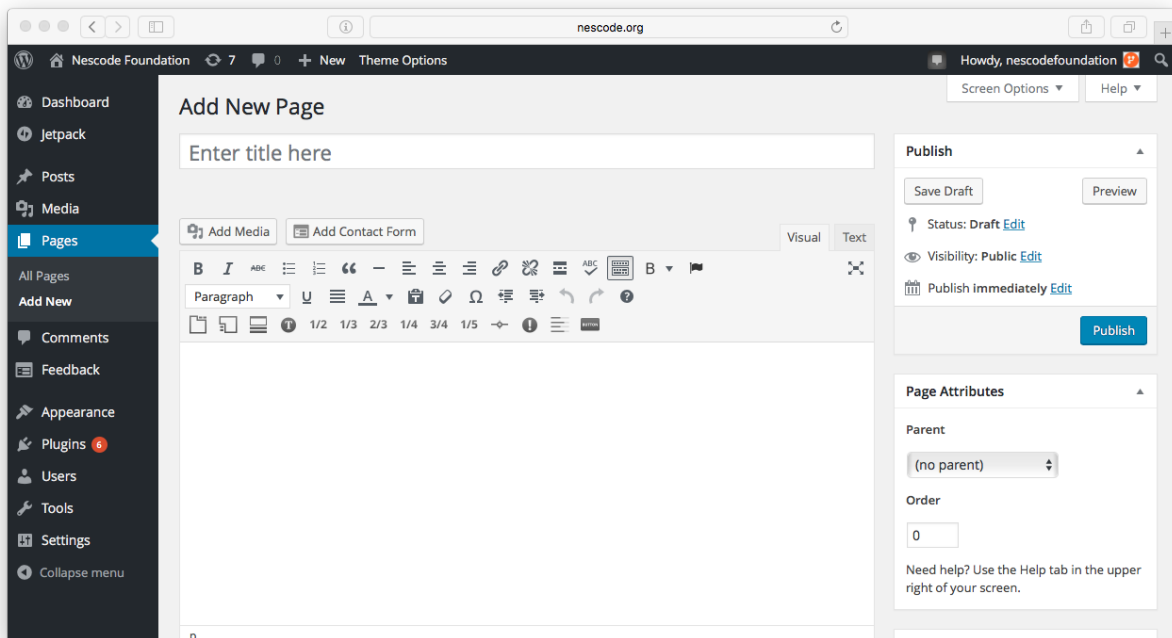 nescode.org
Nescode Foundation 7 0 New Theme Options Howdy, nescodefoundation
Screen Options Help
Dashboard
Jetpack
Posts
Media
Pages
All Pages
Add New
Comments
Feedback
Appearance
Plugins 6
Users
Tools
Settings
Collapse menu
Add New Page
Enter title here
Add Media Add Contact Form
Visual Text
B I ABC ABC B
Paragraph U A Ω
T 1/2 1/3 2/3 1/4 3/4 1/5
BUTTON
P
Publish
Save Draft Preview
Status: Draft Edit
Visibility: Public Edit
Publish immediately Edit
Publish
Page Attributes
Parent
(no parent)
Order
0
Need help? Use the Help tab in the upper
right of your screen.